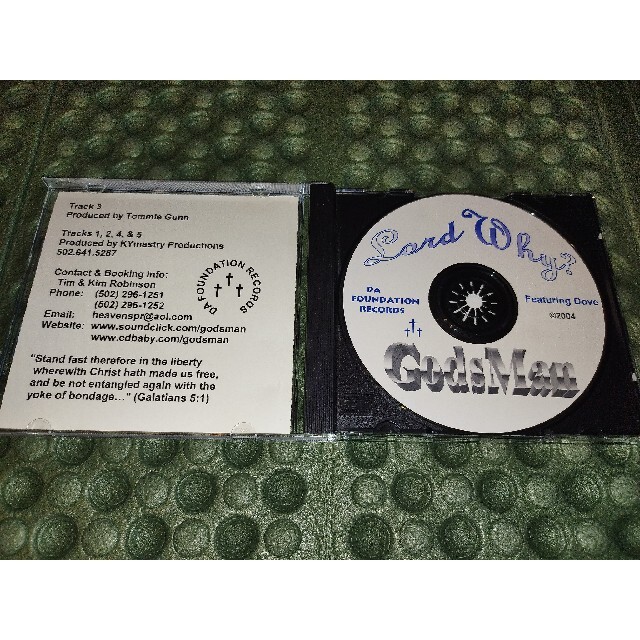 Track 3
Produced by Tommie Gunn
Tracks 1, 2, 4, & 5
Produced by KYmastry Productions
502.641.5287
Contact & Booking Info:
Tim & Kim Robinson
Phone: (502) 296-1251
(502) 296-1252
Email: heavenspr@aol.com
Website: www.soundclick.com/godsman
www.cdbaby.com/godsman
"Stand fast therefore in the liberty
wherewith Christ hath made us free,
and be not entangled again with the
yoke of bondage..." (Galatians 5:1)
DA FOUNDATION RECORDS
Lord Why?
DA
FOUNDATION
RECORDS
Featuring Dove
©2004
GodsMan